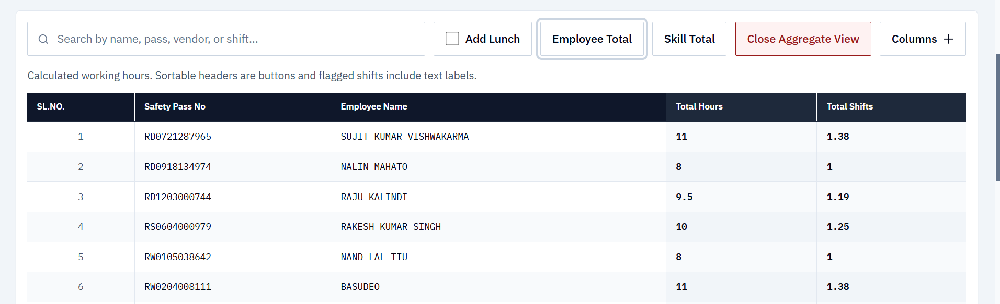 Search by name, pass, vendor, or shift...
Add Lunch
Employee Total
Skill Total
Close Aggregate View
Columns +
Calculated working hours. Sortable headers are buttons and flagged shifts include text labels.
SL.NO. Safety Pass No Employee Name Total Hours Total Shifts
1 RD0721287965 SUJIT KUMAR VISHWAKARMA 11 1.38
2 RD0918134974 NALIN MAHATO 8 1
3 RD1203000744 RAJU KALINDI 9.5 1.19
4 RS0604000979 RAKESH KUMAR SINGH 10 1.25
5 RW0105038642 NAND LAL TIU 8 1
6 RW0204008111 BASUDEO 11 1.38